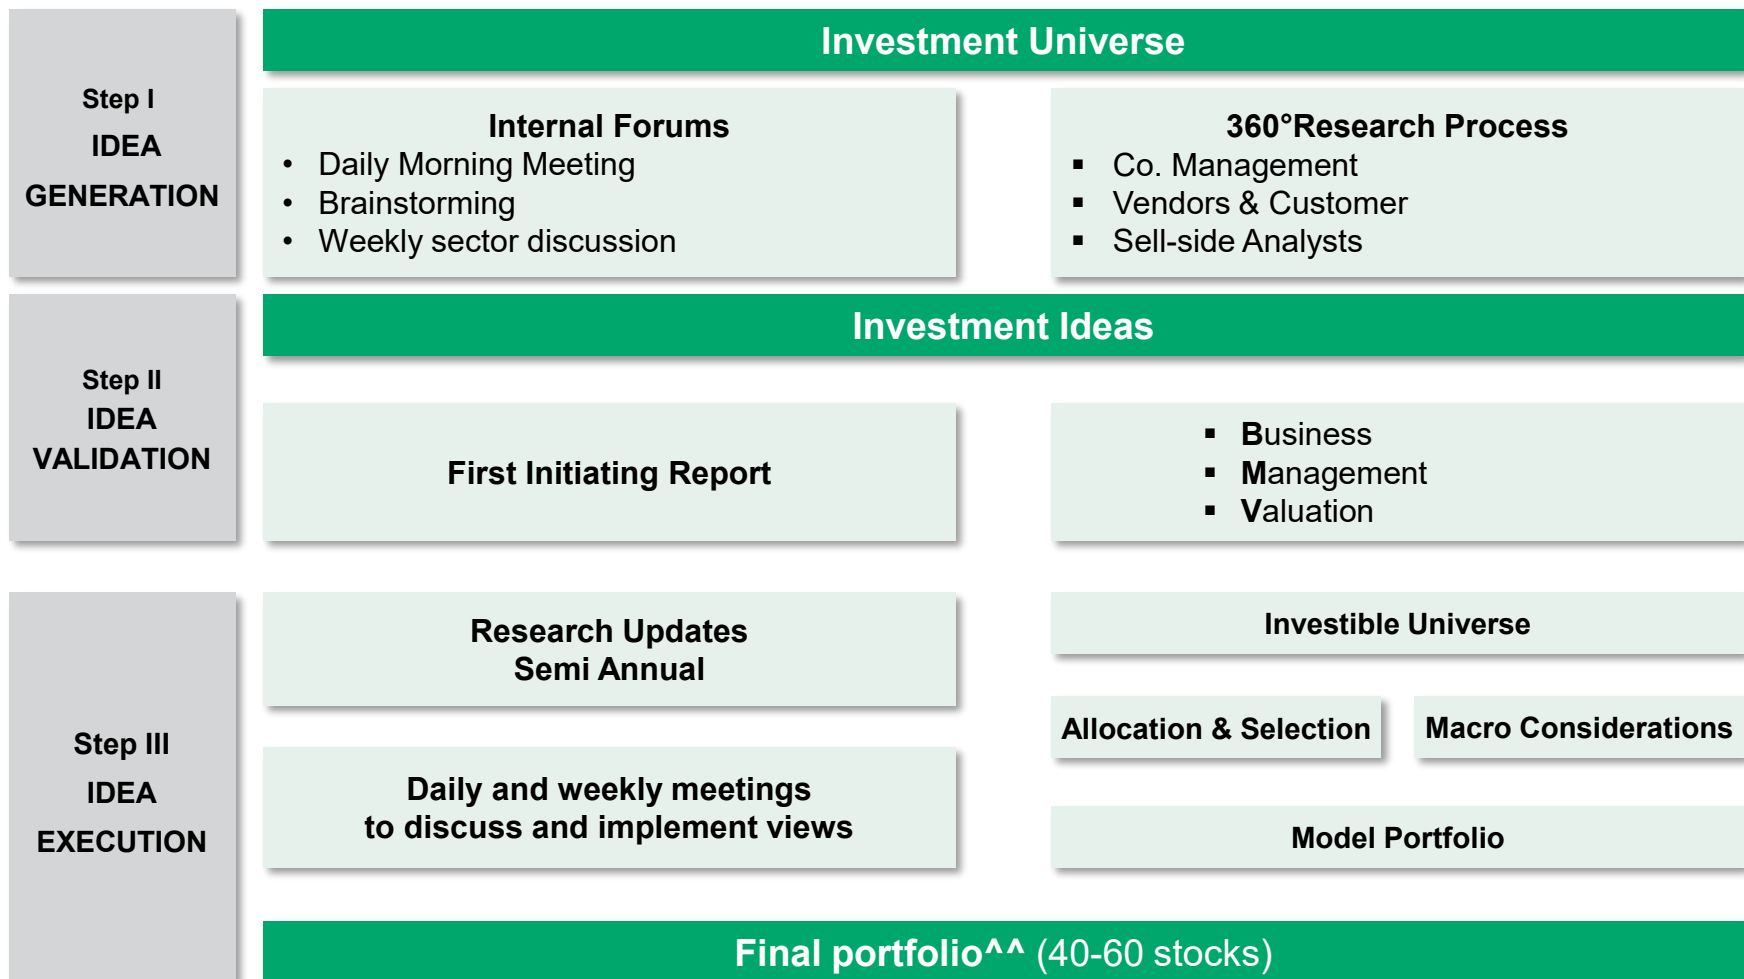 Investment Universe
Step I
IDEA
GENERATION
Internal Forums
• Daily Morning Meeting
• Brainstorming
• Weekly sector discussion
360°Research Process
▪ Co. Management
▪ Vendors & Customer
▪ Sell-side Analysts
Investment Ideas
Step II
IDEA
VALIDATION
First Initiating Report
▪ Business
▪ Management
▪ Valuation
Step III
IDEA
EXECUTION
Research Updates
Semi Annual
Daily and weekly meetings
to discuss and implement views
Investible Universe
Allocation & Selection
Macro Considerations
Model Portfolio
Final portfolio^^ (40-60 stocks)